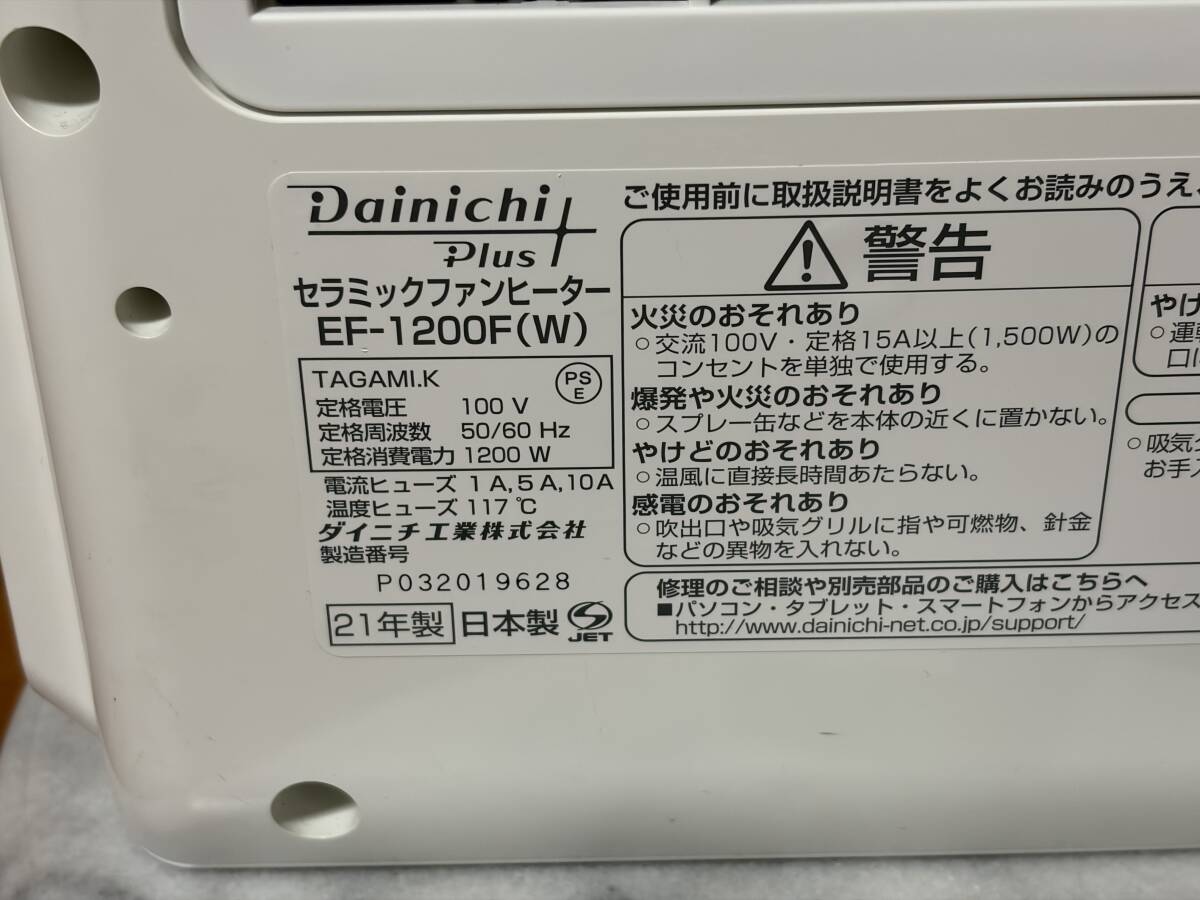 Dainichi
Plus
セラミックファンヒーター
EF-1200F(W)
TAGAMI.K
PS
E
定格電圧 100 V
定格周波数 50/60 Hz
定格消費電力 1200 W
電流ヒューズ 1 A,5 A,10A
温度ヒューズ 117 ℃
ダイニチ工業株式会社
製造番号
P032019628
21年製 日本製 JET
ご使用前に取扱説明書をよくお読みのうえ、
警告
火災のおそれあり
○交流100V・定格15A以上(1,500W)の
コンセントを単独で使用する。
爆発や火災のおそれあり
○スプレー缶などを本体の近くに置かない。
やけどのおそれあり
○温風に直接長時間あたらない。
感電のおそれあり
○吹出口や吸気グリルに指や可燃物、針金
などの異物を入れない。
修理のご相談や別売部品のご購入はこちらへ
■パソコン・タブレット・スマートフォンからアクセス
http://www.dainichi-net.co.jp/support/
やけ
○運転
口に
○吸気グ
お手入